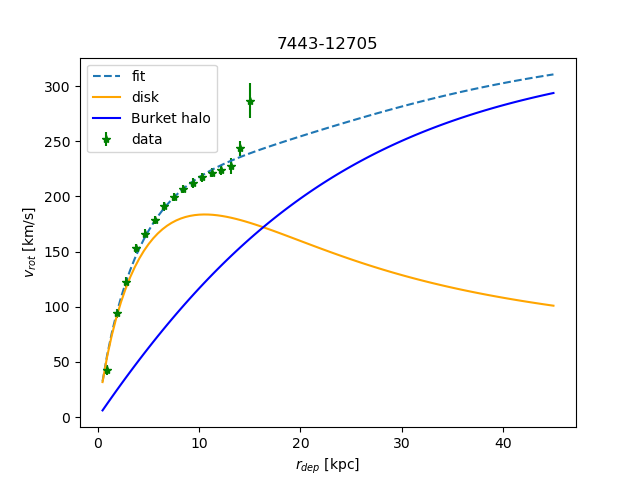 7443-12705
fit
disk
Burket halo
data
300
250
200
150
100
50
0
v_rot [km/s]
0 10 20 30 40
r_dep [kpc]